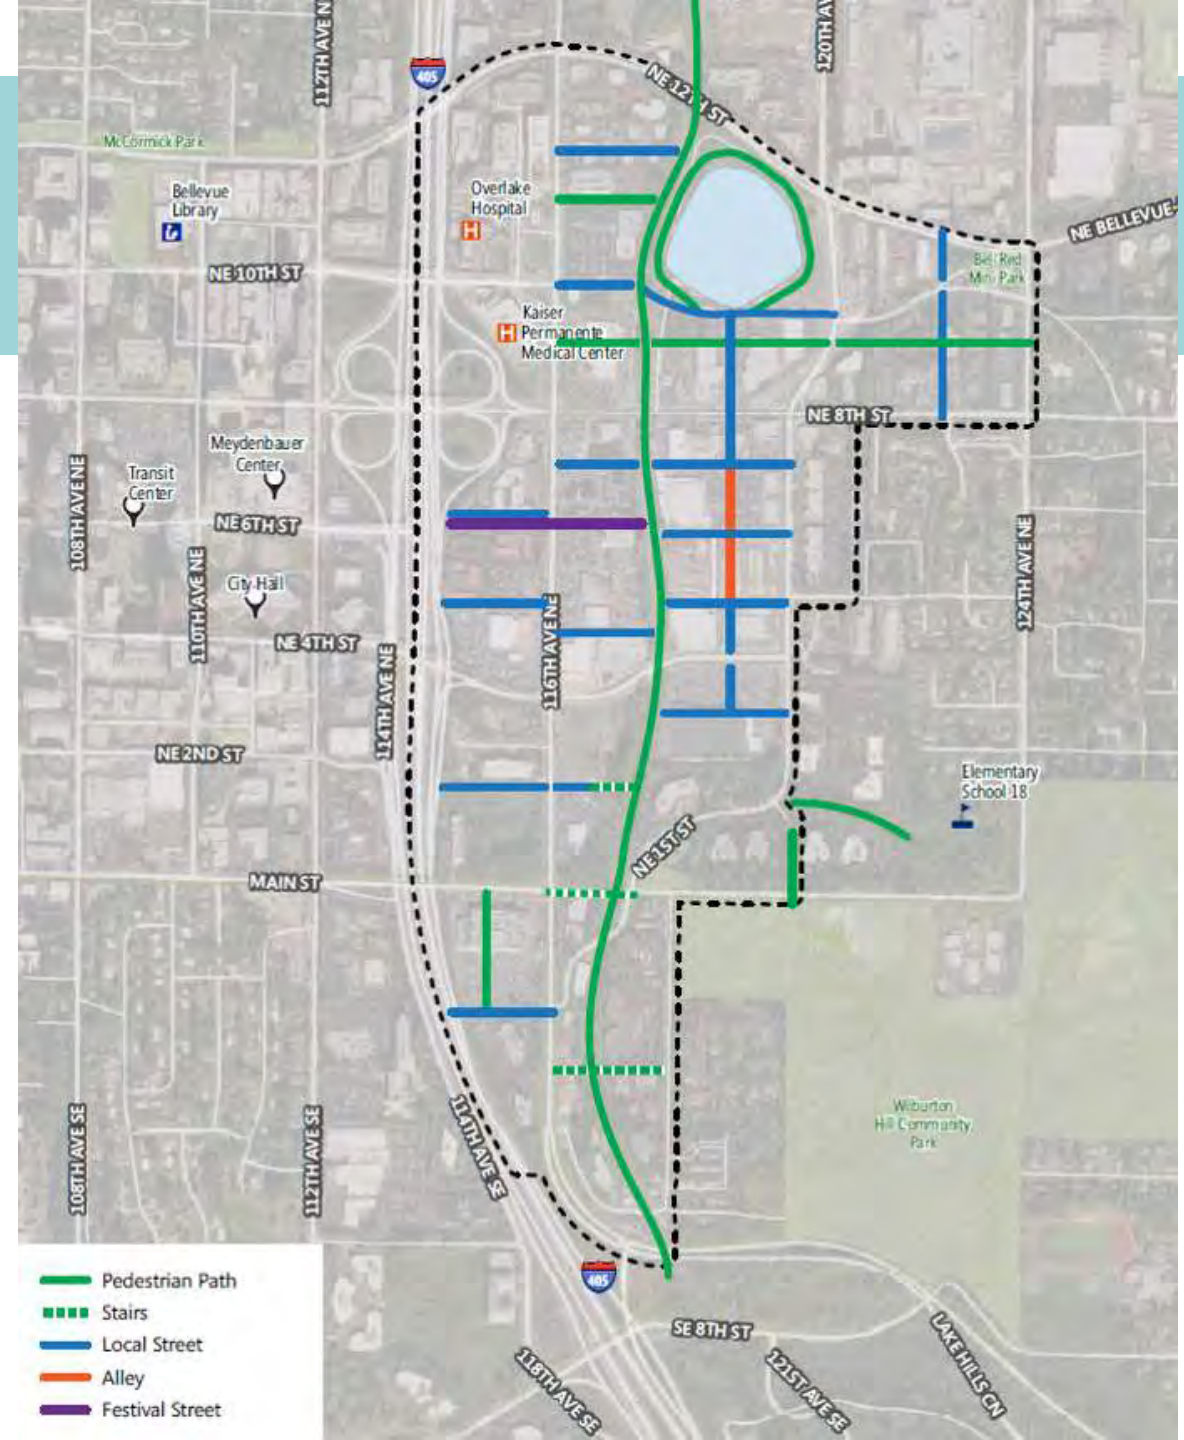 112TH AVE N
120TH AV
405
NE 12TH ST
McCormick Park
Bellevue
Library
Overlake
Hospital
H
NE BELLEVUE-
NE 10TH ST
Bel-Red
Mini Park
Kaiser
Permanente
Medical Center
H
NE 8TH ST
Meydenbauer
Center
Transit
Center
108TH AVE NE
NE 6TH ST
110TH AVE NE
City Hall
NE 4TH ST
116TH AVE NE
124TH AVE NE
114TH AVE NE
NE 2ND ST
Elementary
School 18
NE 1ST ST
MAIN ST
Wilburton
Hill Community
Park
108TH AVE SE
112TH AVE SE
114TH AVE SE
405
SE 8TH ST
118TH AVE SE
121ST AVE SE
LAKE HILLS CN
Pedestrian Path
Stairs
Local Street
Alley
Festival Street